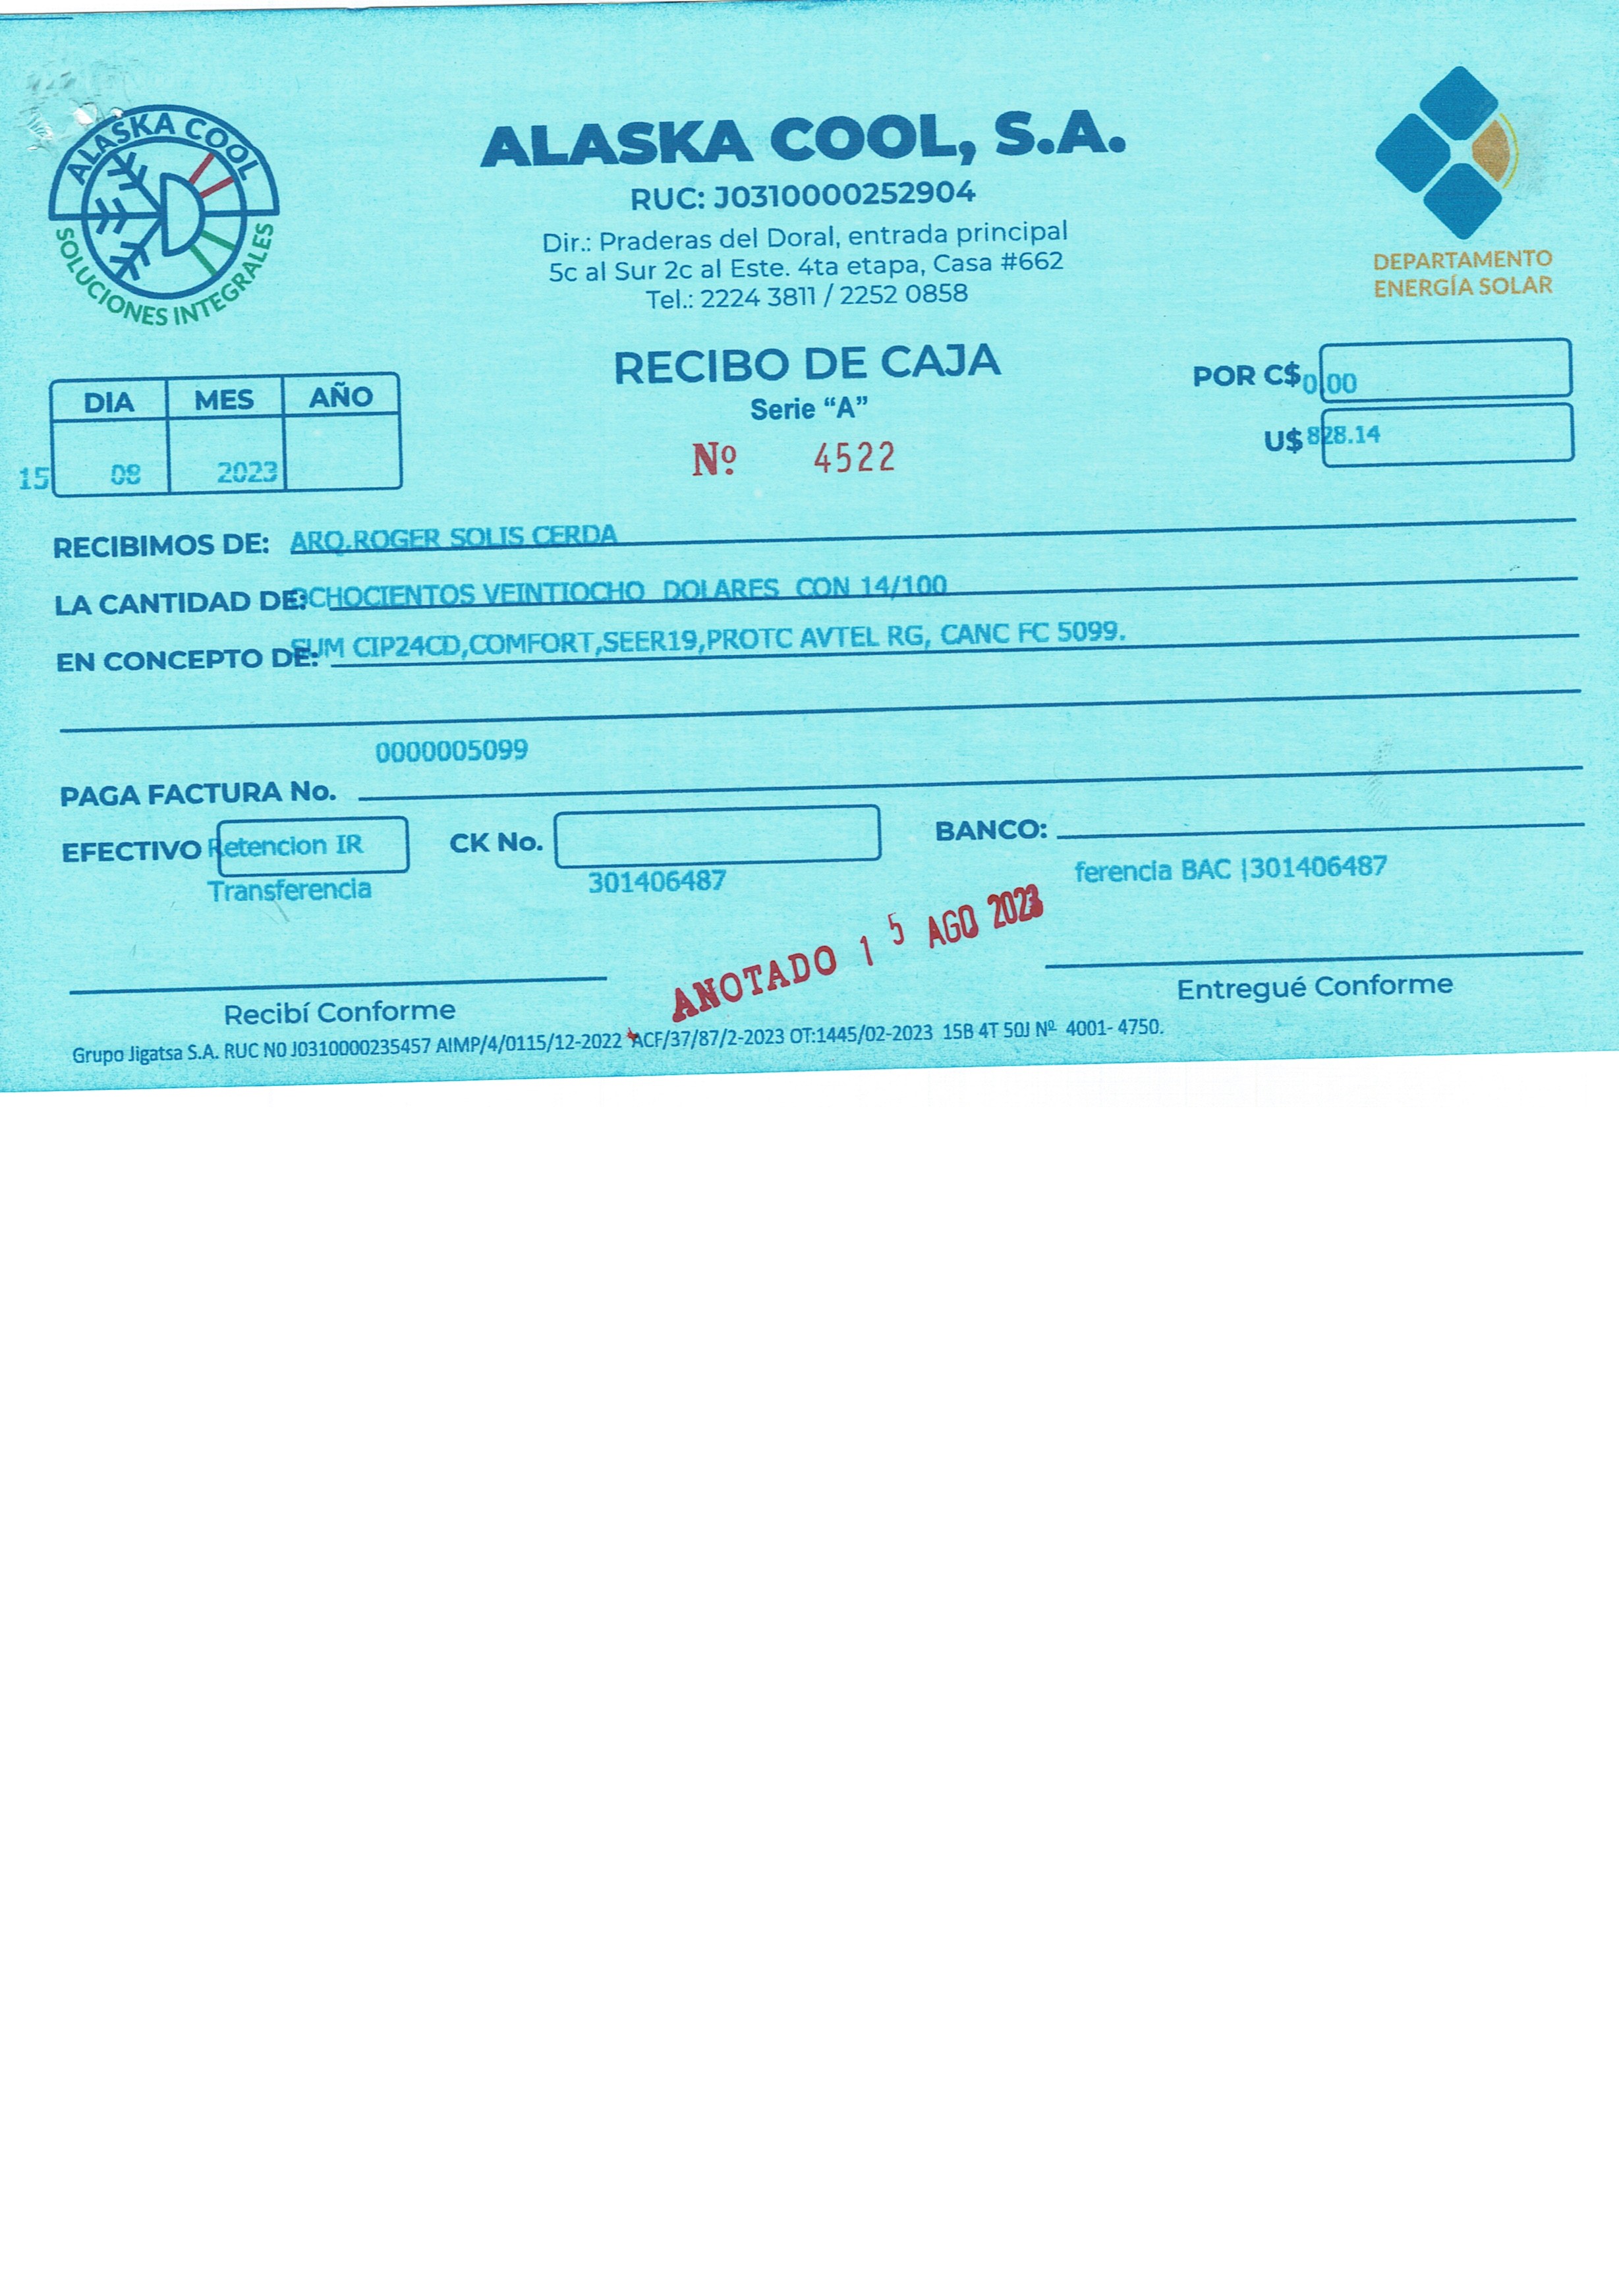 ALASKA COOL
SOLUCIONES INTEGRALES
ALASKA COOL, S.A.
RUC: J0310000252904
Dir.: Praderas del Doral, entrada principal
5c al Sur 2c al Este. 4ta etapa, Casa #662
Tel.: 2224 3811 / 2252 0858
DEPARTAMENTO
ENERGÍA SOLAR
RECIBO DE CAJA
Serie “A”
Nº 4522
POR C$ 0.00
U$ 828.14
DIA MES AÑO
15 08 2023
RECIBIMOS DE: ARQ.ROGER SOLIS CERDA
LA CANTIDAD DE: OCHOCIENTOS VEINTIOCHO DOLARES CON 14/100
EN CONCEPTO DE: SUM CIP24CD,COMFORT,SEER19,PROTC AVTEL RG, CANC FC 5099.
0000005099
PAGA FACTURA No.
EFECTIVO Retencion IR CK No. BANCO:
Transferencia 301406487 ferencia BAC |301406487
ANOTADO 15 AGO 2023
Recibí Conforme
Entregué Conforme
Grupo Jigatsa S.A. RUC N0 J0310000235457 AIMP/4/0115/12-2022 ACF/37/87/2-2023 OT:1445/02-2023 15B 4T 50J Nº 4001- 4750.